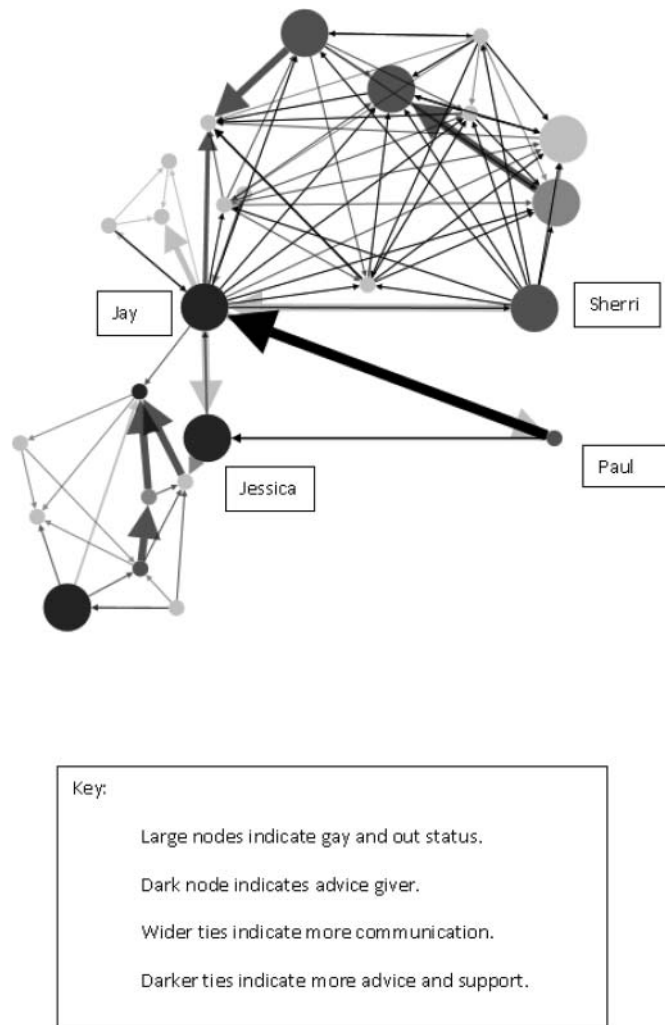 Jay
Sherri
Paul
Jessica
Key:
Large nodes indicate gay and out status.
Dark node indicates advice giver.
Wider ties indicate more communication.
Darker ties indicate more advice and support.